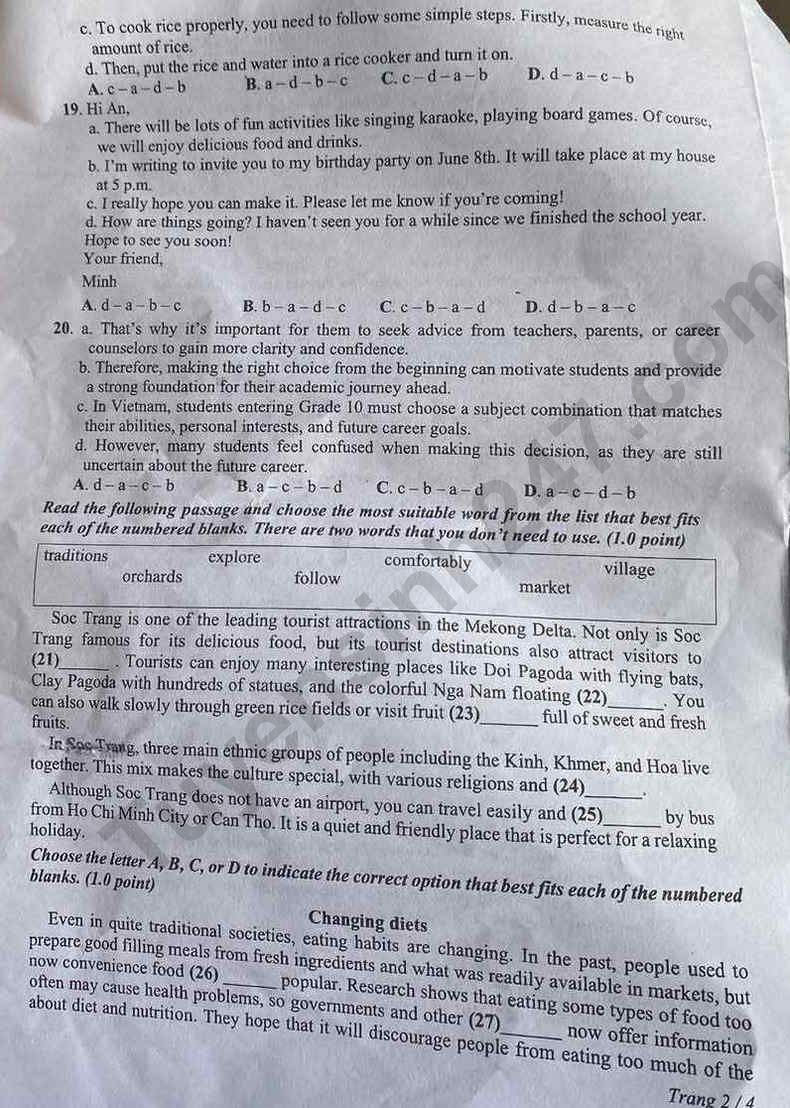 c. To cook rice properly, you need to follow some simple steps. Firstly, measure the right
amount of rice.
d. Then, put the rice and water into a rice cooker and turn it on.
A. c – a – d – b B. a – d – b – c C. c – d – a – b D. d – a – c – b
19. Hi An,
a. There will be lots of fun activities like singing karaoke, playing board games. Of course,
we will enjoy delicious food and drinks.
b. I'm writing to invite you to my birthday party on June 8th. It will take place at my house
at 5 p.m.
c. I really hope you can make it. Please let me know if you're coming!
d. How are things going? I haven't seen you for a while since we finished the school year.
Hope to see you soon!
Your friend,
Minh
A. d – a – b – c B. b – a – d – c C. c – b – a – d D. d – b – a – c
20. a. That's why it's important for them to seek advice from teachers, parents, or career
counselors to gain more clarity and confidence.
b. Therefore, making the right choice from the beginning can motivate students and provide
a strong foundation for their academic journey ahead.
c. In Vietnam, students entering Grade 10 must choose a subject combination that matches
their abilities, personal interests, and future career goals.
d. However, many students feel confused when making this decision, as they are still
uncertain about the future career.
A. d – a – c – b B. a – c – b – d C. c – b – a – d D. a – c – d – b
Read the following passage and choose the most suitable word from the list that best fits
each of the numbered blanks. There are two words that you don't need to use. (1.0 point)
traditions explore comfortably village
orchards follow market
Soc Trang is one of the leading tourist attractions in the Mekong Delta. Not only is Soc
Trang famous for its delicious food, but its tourist destinations also attract visitors to
(21)______ . Tourists can enjoy many interesting places like Doi Pagoda with flying bats,
Clay Pagoda with hundreds of statues, and the colorful Nga Nam floating (22)______. You
can also walk slowly through green rice fields or visit fruit (23)______ full of sweet and fresh
fruits.
In Soc Trang, three main ethnic groups of people including the Kinh, Khmer, and Hoa live
together. This mix makes the culture special, with various religions and (24)______.
Although Soc Trang does not have an airport, you can travel easily and (25)______ by bus
from Ho Chi Minh City or Can Tho. It is a quiet and friendly place that is perfect for a relaxing
holiday.
Choose the letter A, B, C, or D to indicate the correct option that best fits each of the numbered
blanks. (1.0 point)
Changing diets
Even in quite traditional societies, eating habits are changing. In the past, people used to
prepare good filling meals from fresh ingredients and what was readily available in markets, but
now convenience food (26) ______ popular. Research shows that eating some types of food too
often may cause health problems, so governments and other (27)______ now offer information
about diet and nutrition. They hope that it will discourage people from eating too much of the
Trang 2 / 4
Tuyensinh247.com